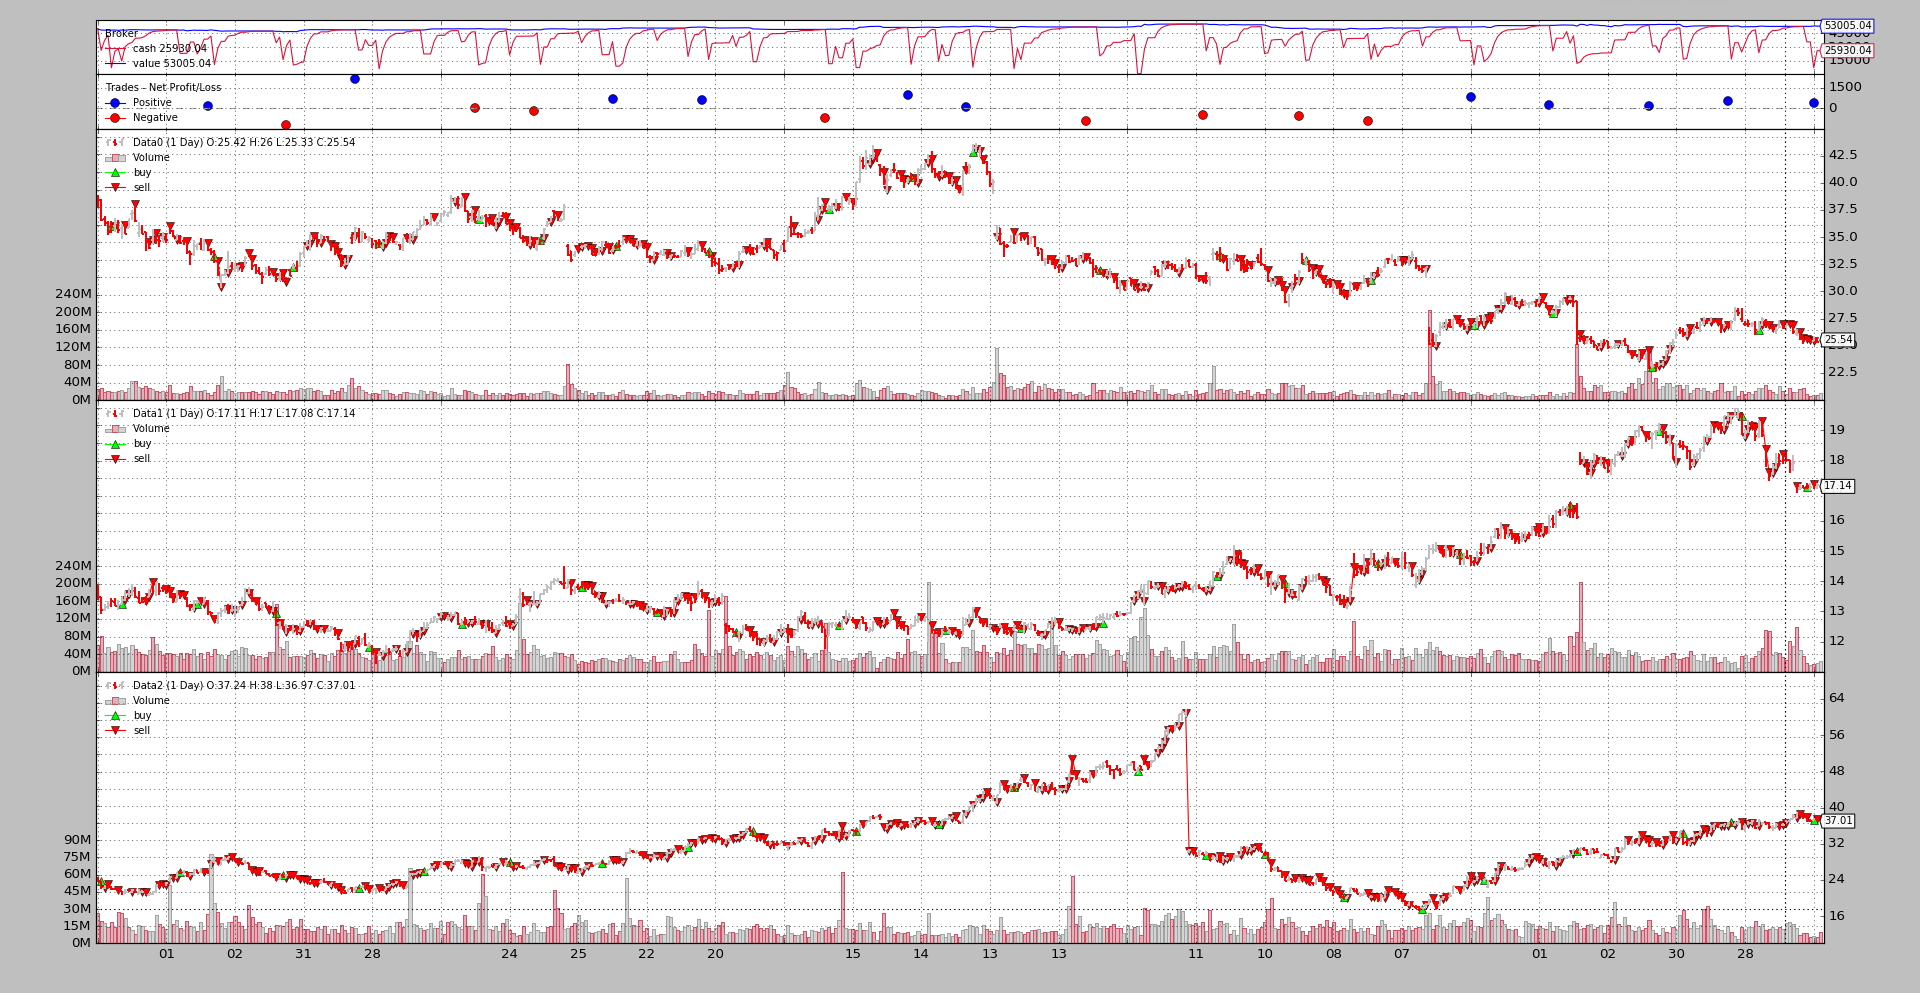 Broker
cash 25930.04
value 53005.04
53005.04
45000
25930.04
15000
Trades - Net Profit/Loss
Positive
Negative
1500
0
Data0 (1 Day) O:25.42 H:26 L:25.33 C:25.54
Volume
buy
sell
42.5
40.0
37.5
35.0
32.5
30.0
27.5
25.54
22.5
240M
200M
160M
120M
80M
40M
0M
Data1 (1 Day) O:17.11 H:17 L:17.08 C:17.14
Volume
buy
sell
19
18
17.14
16
15
14
13
12
240M
200M
160M
120M
80M
40M
0M
Data2 (1 Day) O:37.24 H:38 L:36.97 C:37.01
Volume
buy
sell
64
56
48
40
37.01
32
24
16
90M
75M
60M
45M
30M
15M
0M
01 02 31 28 24 25 22 20 15 14 13 13 11 10 08 07 01 02 30 28